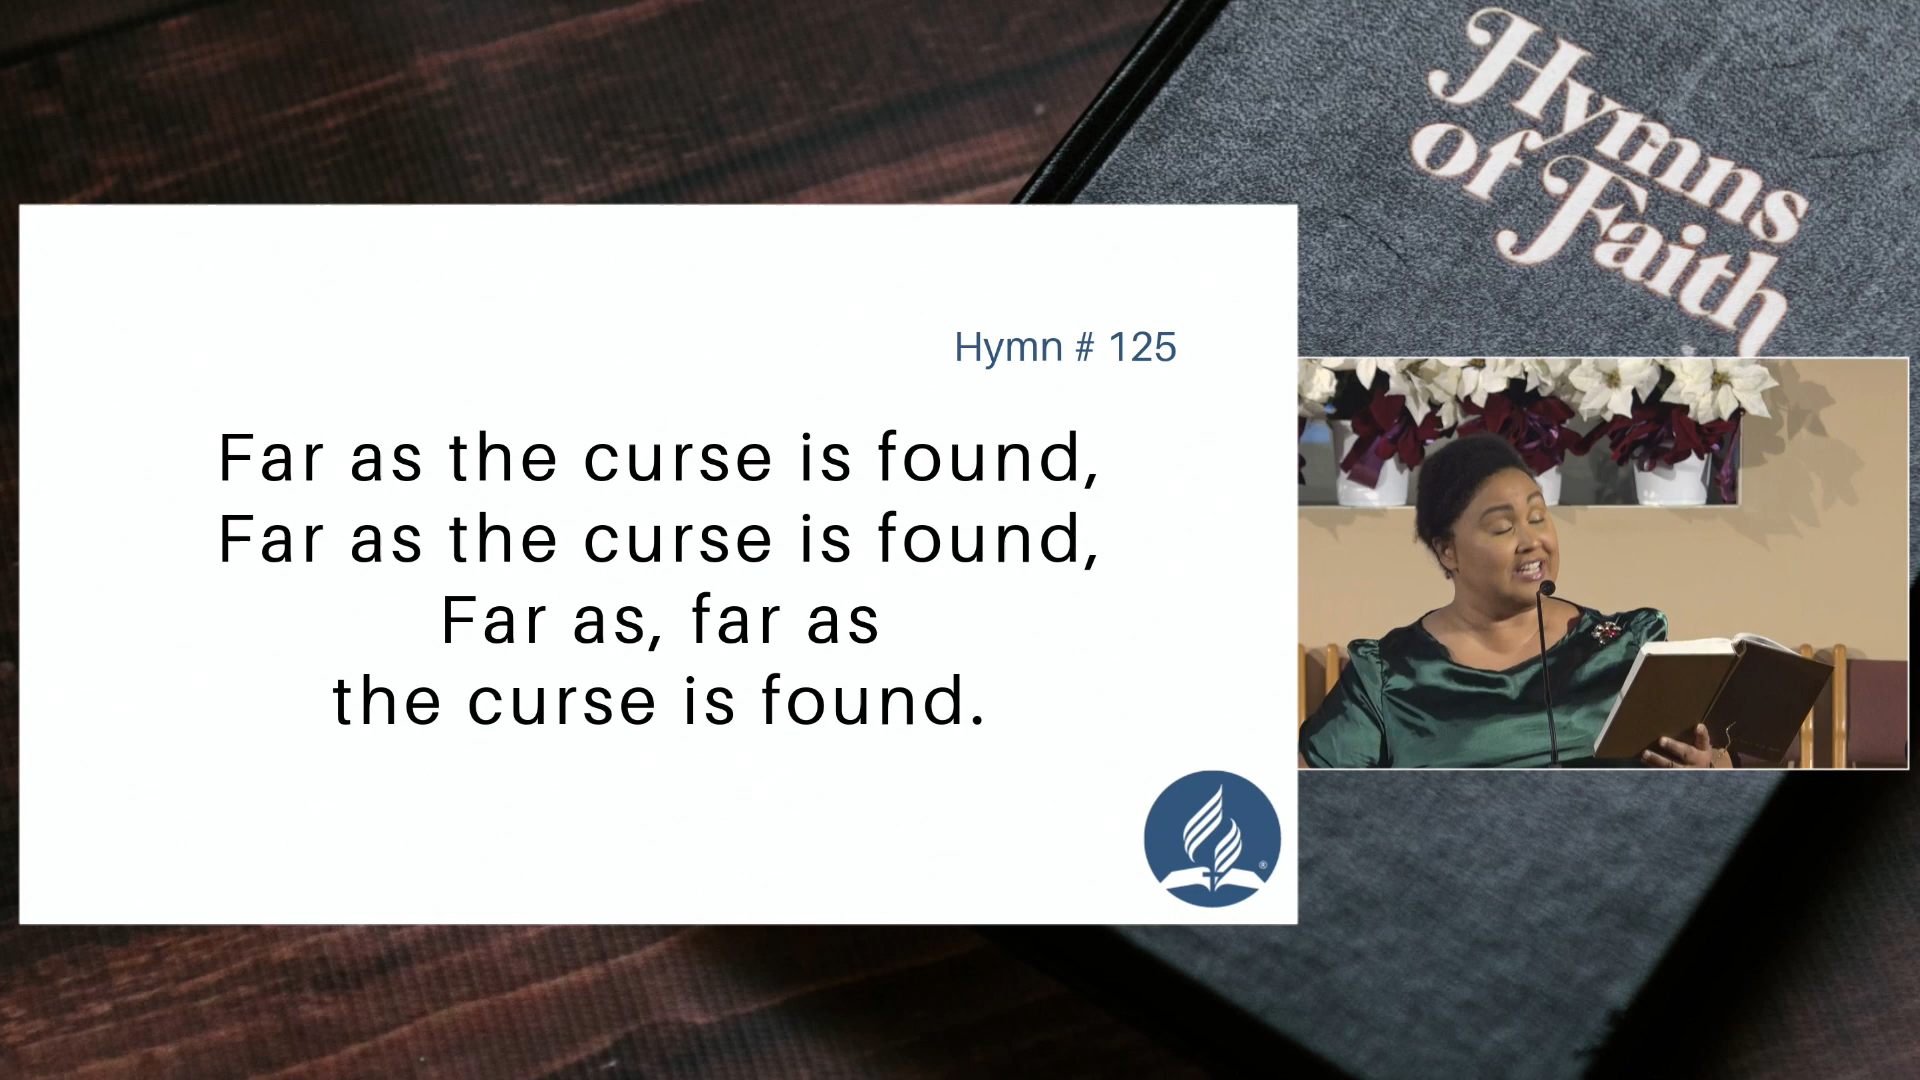 Hymns
of Faith
Hymn # 125
Far as the curse is found,
Far as the curse is found,
Far as, far as
the curse is found.
®